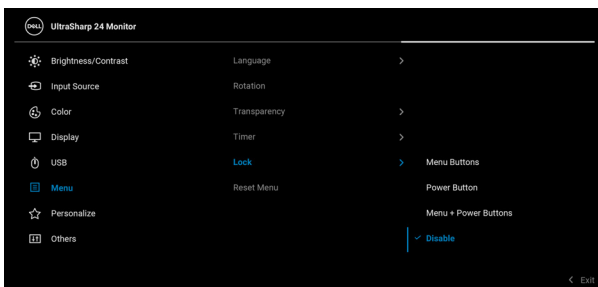 DELL UltraSharp 24 Monitor
Brightness/Contrast Language
Input Source Rotation
Color Transparency
Display Timer
USB Lock Menu Buttons
Menu Reset Menu Power Button
Personalize Menu + Power Buttons
Others Disable
Exit